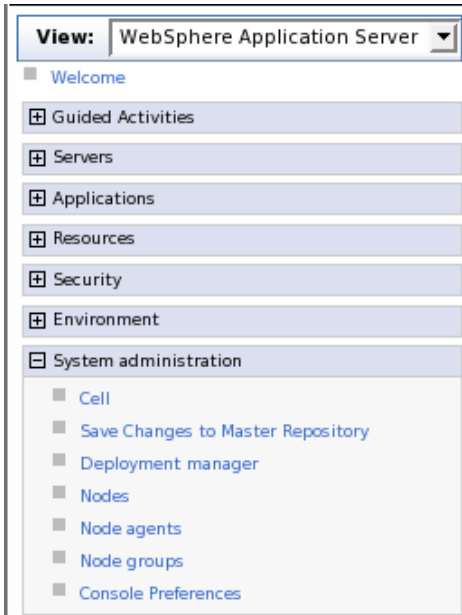 View: WebSphere Application Server
Welcome
Guided Activities
Servers
Applications
Resources
Security
Environment
System administration
Cell
Save Changes to Master Repository
Deployment manager
Nodes
Node agents
Node groups
Console Preferences